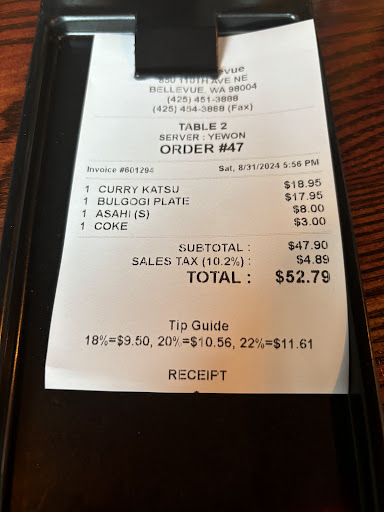 850 110TH AVE NE
BELLEVUE, WA 98004
(425) 451-3888
(425) 454-3868 (Fax)
TABLE 2
SERVER : YEWON
ORDER #47
Invoice #601294 Sat, 8/31/2024 5:56 PM
1 CURRY KATSU $18.95
1 BULGOGI PLATE $17.95
1 ASAHI (S) $8.00
1 COKE $3.00
SUBTOTAL : $47.90
SALES TAX (10.2%) : $4.89
TOTAL : $52.79
Tip Guide
18%=$9.50, 20%=$10.56, 22%=$11.61
RECEIPT